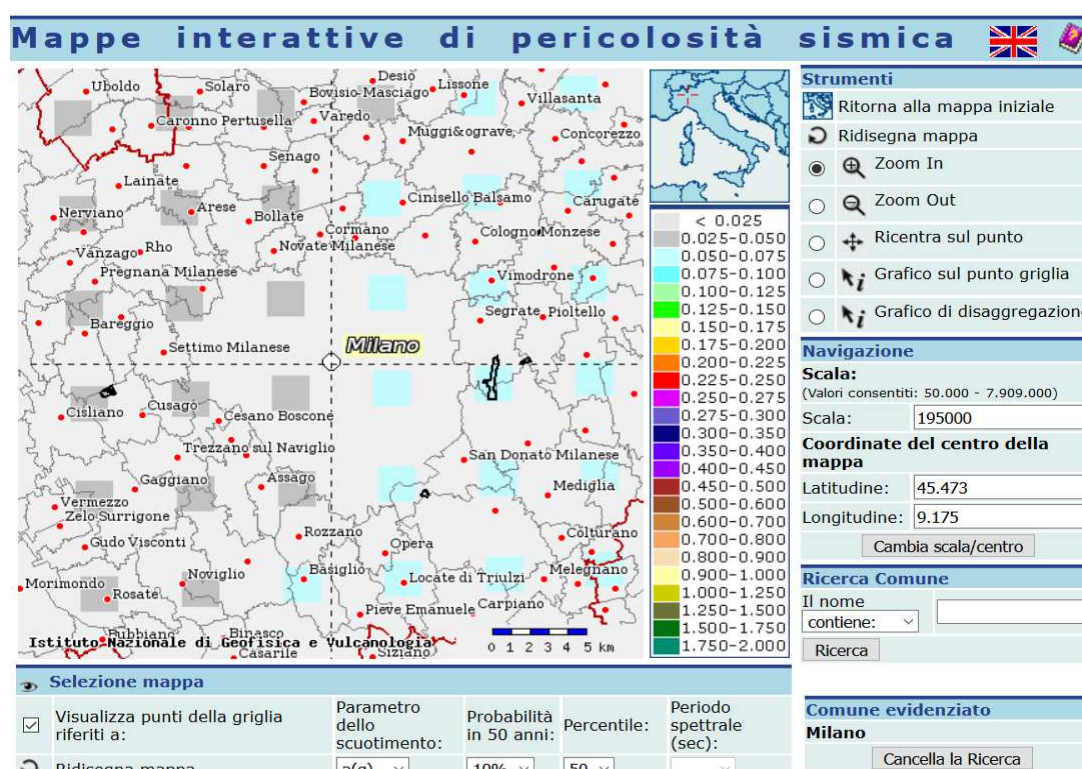 Mappe interattive di pericolosità sismica
Uboldo
Solaro
Desio
Lissone
Bovisio-Masciago
Villasanta
Caronno Pertusella
Varedo
Muggi&ograve;
Concorezzo
Senago
Lainate
Cinisello Balsamo
Carugate
Nerviano
Arese
Bollate
Cormano
Cologno Monzese
Vanzago
Rho
Novate Milanese
Pregnana Milanese
Vimodrone
Segrate
Pioltello
Bareggio
Settimo Milanese
Milano
Cisliano
Cusago
Cesano Boscone
Trezzano sul Naviglio
San Donato Milanese
Gaggiano
Assago
Mediglia
Vermezzo
Zelo Surrigone
Gudo Visconti
Rozzano
Opera
Colturano
Morimondo
Noviglio
Basiglio
Locate di Triulzi
Melegnano
Rosate
Pieve Emanuele
Carpiano
Bubbiano
Binasco
Istituto Nazionale di Geofisica e Vulcanologia
Casarile
Siziano
0 1 2 3 4 5 km
< 0.025
0.025-0.050
0.050-0.075
0.075-0.100
0.100-0.125
0.125-0.150
0.150-0.175
0.175-0.200
0.200-0.225
0.225-0.250
0.250-0.275
0.275-0.300
0.300-0.350
0.350-0.400
0.400-0.450
0.450-0.500
0.500-0.600
0.600-0.700
0.700-0.800
0.800-0.900
0.900-1.000
1.000-1.250
1.250-1.500
1.500-1.750
1.750-2.000
Strumenti
Ritorna alla mappa iniziale
Ridisegna mappa
Zoom In
Zoom Out
Ricentra sul punto
Grafico sul punto griglia
Grafico di disaggregazione
Navigazione
Scala:
(Valori consentiti: 50.000 - 7.909.000)
Scala: 195000
Coordinate del centro della
mappa
Latitudine: 45.473
Longitudine: 9.175
Cambia scala/centro
Ricerca Comune
Il nome
contiene:
Ricerca
Comune evidenziato
Milano
Cancella la Ricerca
Selezione mappa
Visualizza punti della griglia
riferiti a:
Parametro
dello
scuotimento:
Probabilità
in 50 anni:
Percentile:
Periodo
spettrale
(sec):
Ridisegna mappa
a(g)
10%
50